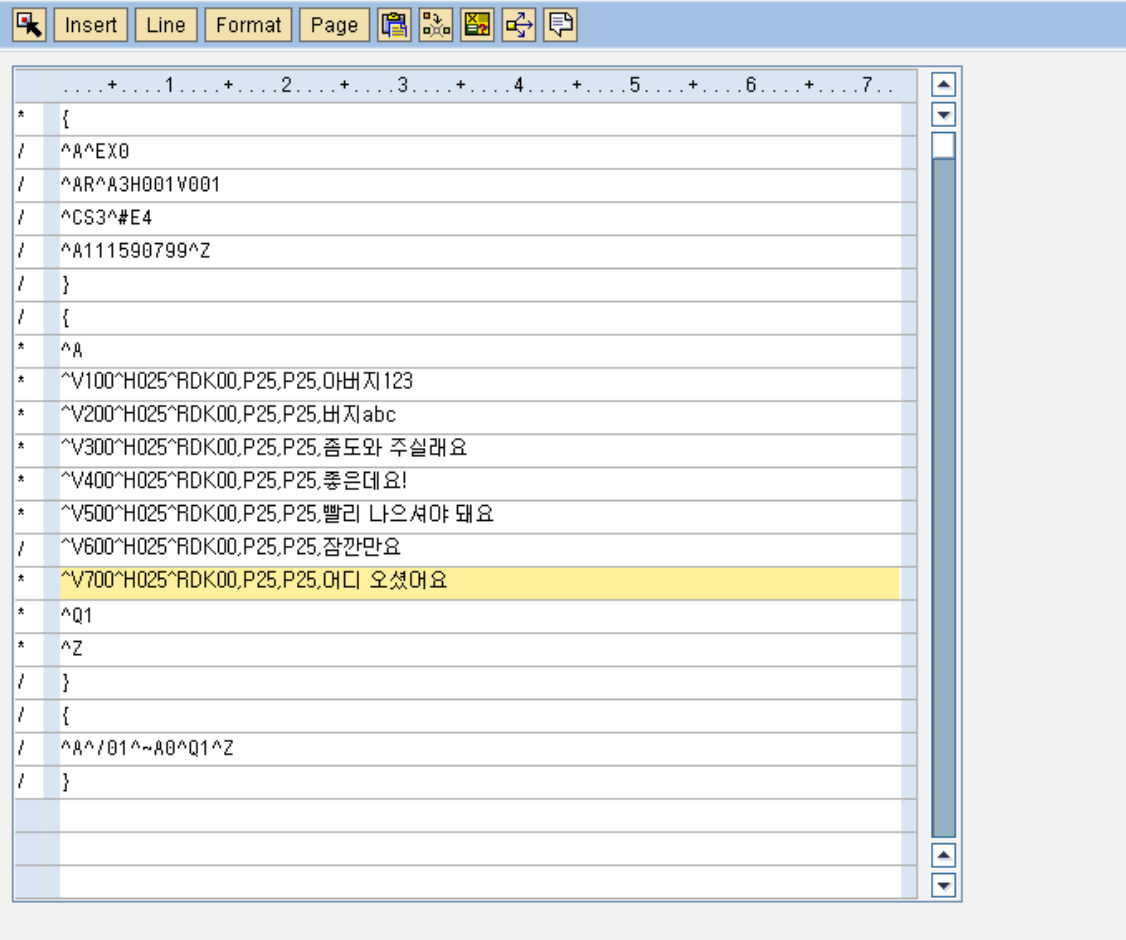 Insert Line Format Page
....+....1....+....2....+....3....+....4....+....5....+....6....+....7..
* {
/ ^A^EX0
/ ^AR^A3H001V001
/ ^CS3^#E4
/ ^A111590799^Z
/ }
/ {
* ^A
* ^V100^H025^RDK00,P25,P25,아버지123
* ^V200^H025^RDK00,P25,P25,버지abc
* ^V300^H025^RDK00,P25,P25,좀도와 주실래요
* ^V400^H025^RDK00,P25,P25,좋은데요!
* ^V500^H025^RDK00,P25,P25,빨리 나으셔야 돼요
/ ^V600^H025^RDK00,P25,P25,잠깐만요
* ^V700^H025^RDK00,P25,P25,어디 오셨어요
* ^Q1
* ^Z
/ }
/ {
/ ^A^/01^~A0^Q1^Z
/ }